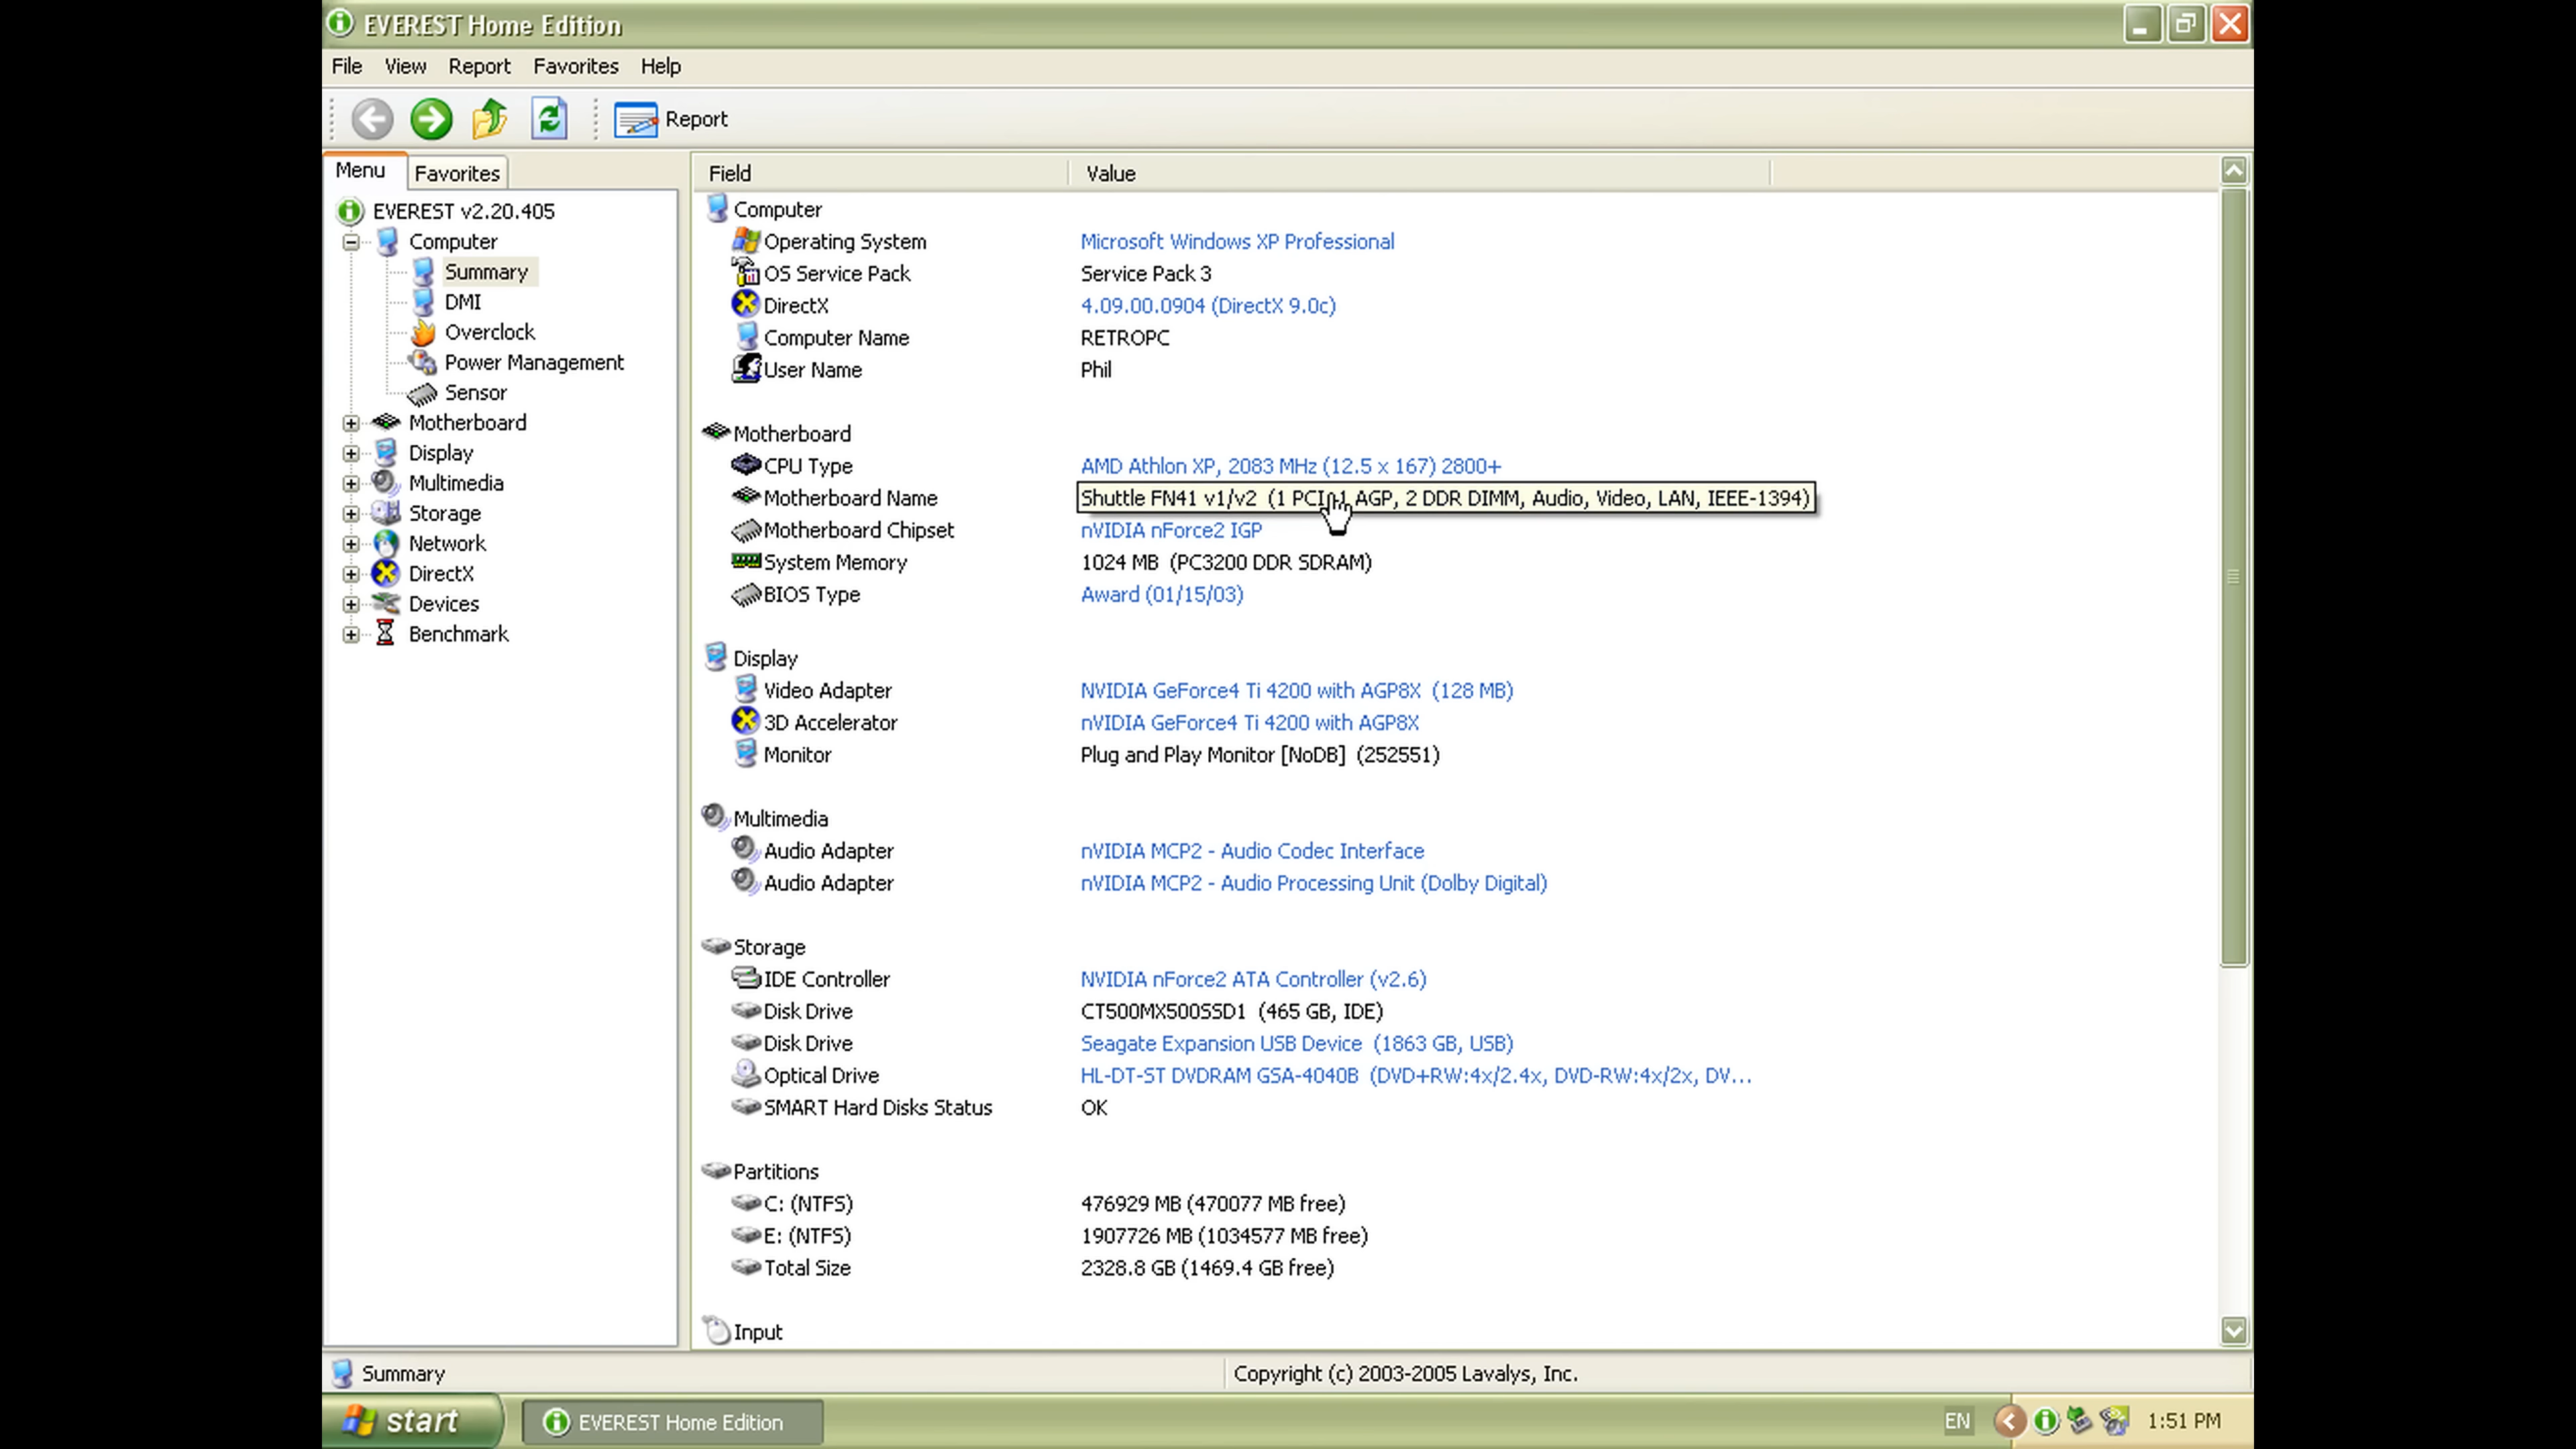 EVEREST Home Edition
File View Report Favorites Help
Report
Menu Favorites
EVEREST v2.20.405
Computer
Summary
DMI
Overclock
Power Management
Sensor
Motherboard
Display
Multimedia
Storage
Network
DirectX
Devices
Benchmark
Field Value
Computer
Operating System Microsoft Windows XP Professional
OS Service Pack Service Pack 3
DirectX 4.09.00.0904 (DirectX 9.0c)
Computer Name RETROPC
User Name Phil
Motherboard
CPU Type AMD Athlon XP, 2083 MHz (12.5 x 167) 2800+
Motherboard Name Shuttle FN41 v1/v2 (1 PCI, 1 AGP, 2 DDR DIMM, Audio, Video, LAN, IEEE-1394)
Motherboard Chipset nVIDIA nForce2 IGP
System Memory 1024 MB (PC3200 DDR SDRAM)
BIOS Type Award (01/15/03)
Display
Video Adapter NVIDIA GeForce4 Ti 4200 with AGP8X (128 MB)
3D Accelerator nVIDIA GeForce4 Ti 4200 with AGP8X
Monitor Plug and Play Monitor [NoDB] (252551)
Multimedia
Audio Adapter nVIDIA MCP2 - Audio Codec Interface
Audio Adapter nVIDIA MCP2 - Audio Processing Unit (Dolby Digital)
Storage
IDE Controller NVIDIA nForce2 ATA Controller (v2.6)
Disk Drive CT500MX500SSD1 (465 GB, IDE)
Disk Drive Seagate Expansion USB Device (1863 GB, USB)
Optical Drive HL-DT-ST DVDRAM GSA-4040B (DVD+RW:4x/2.4x, DVD-RW:4x/2x, DV...
SMART Hard Disks Status OK
Partitions
C: (NTFS) 476929 MB (470077 MB free)
E: (NTFS) 1907726 MB (1034577 MB free)
Total Size 2328.8 GB (1469.4 GB free)
Input
Summary Copyright (c) 2003-2005 Lavalys, Inc.
start EVEREST Home Edition EN 1:51 PM